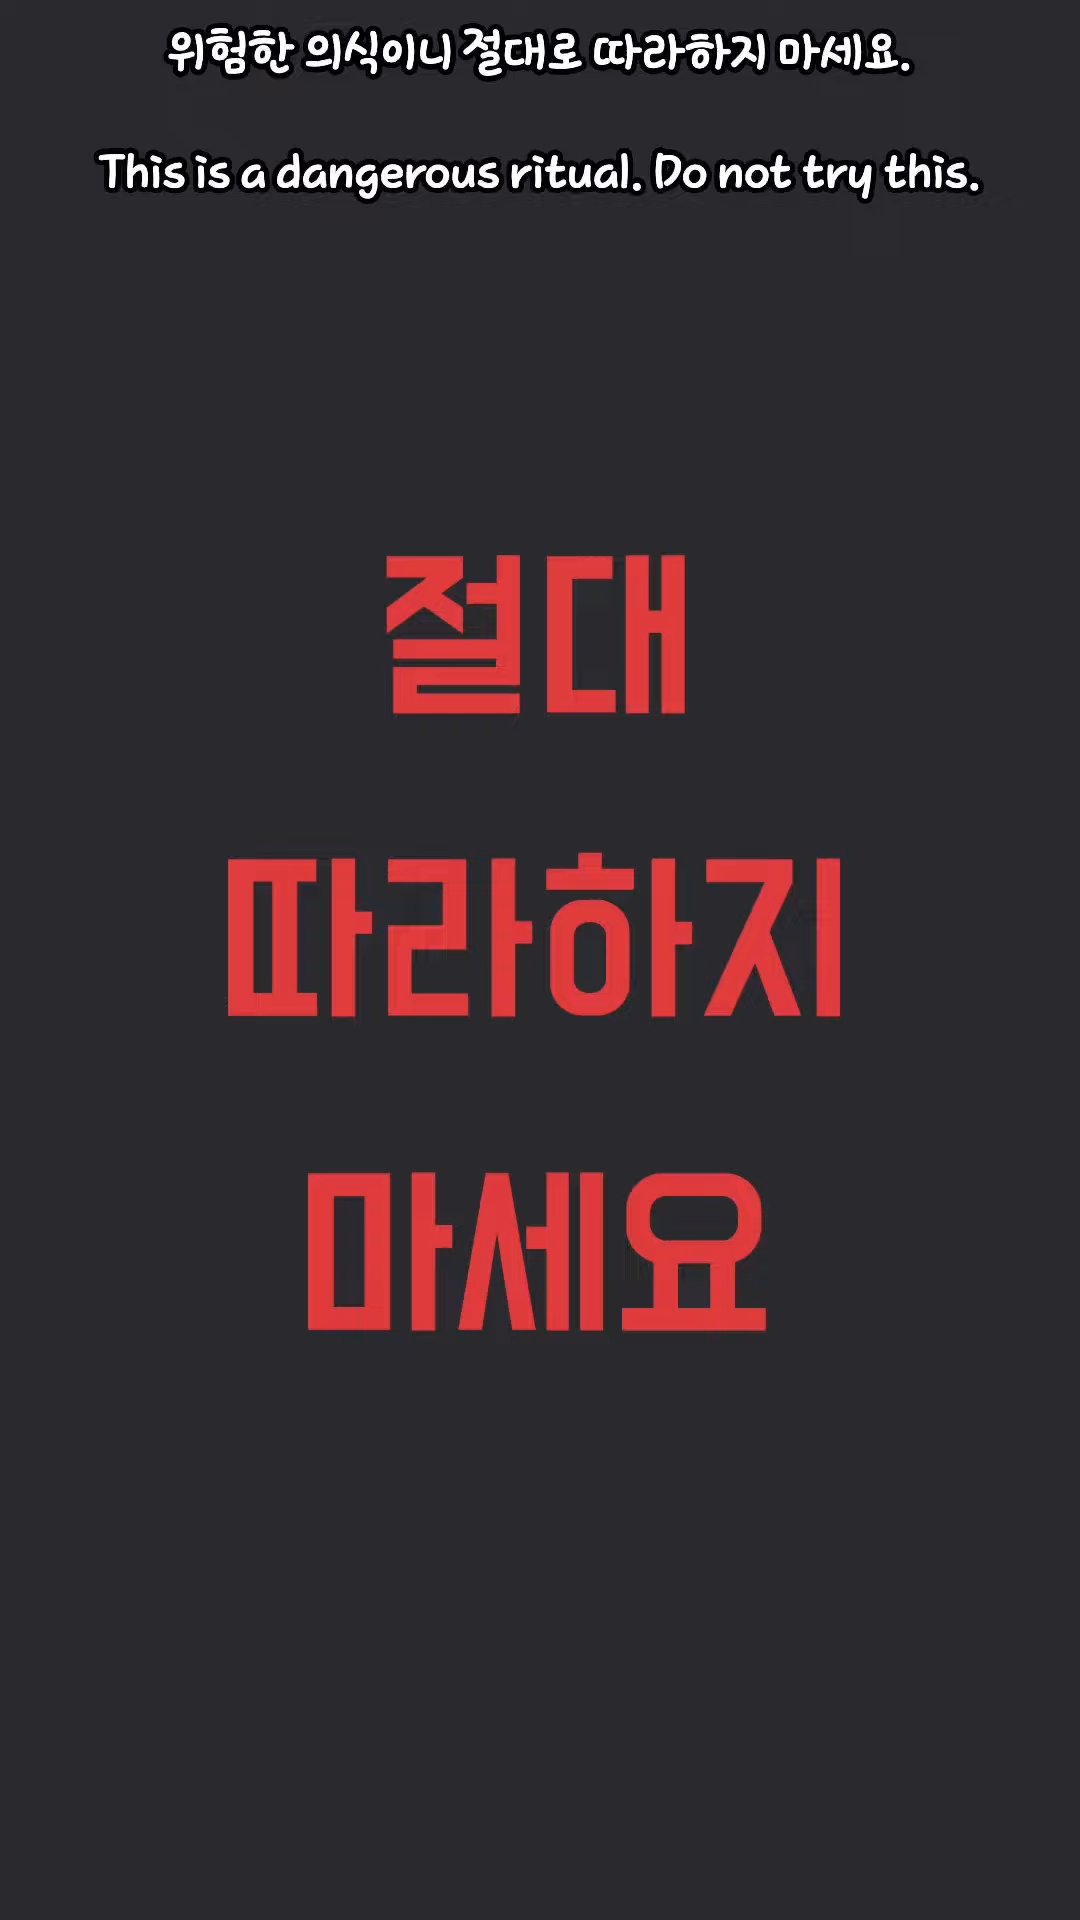 위험한 의식이니 절대로 따라하지 마세요.
This is a dangerous ritual. Do not try this.
절대
따라하지
마세요